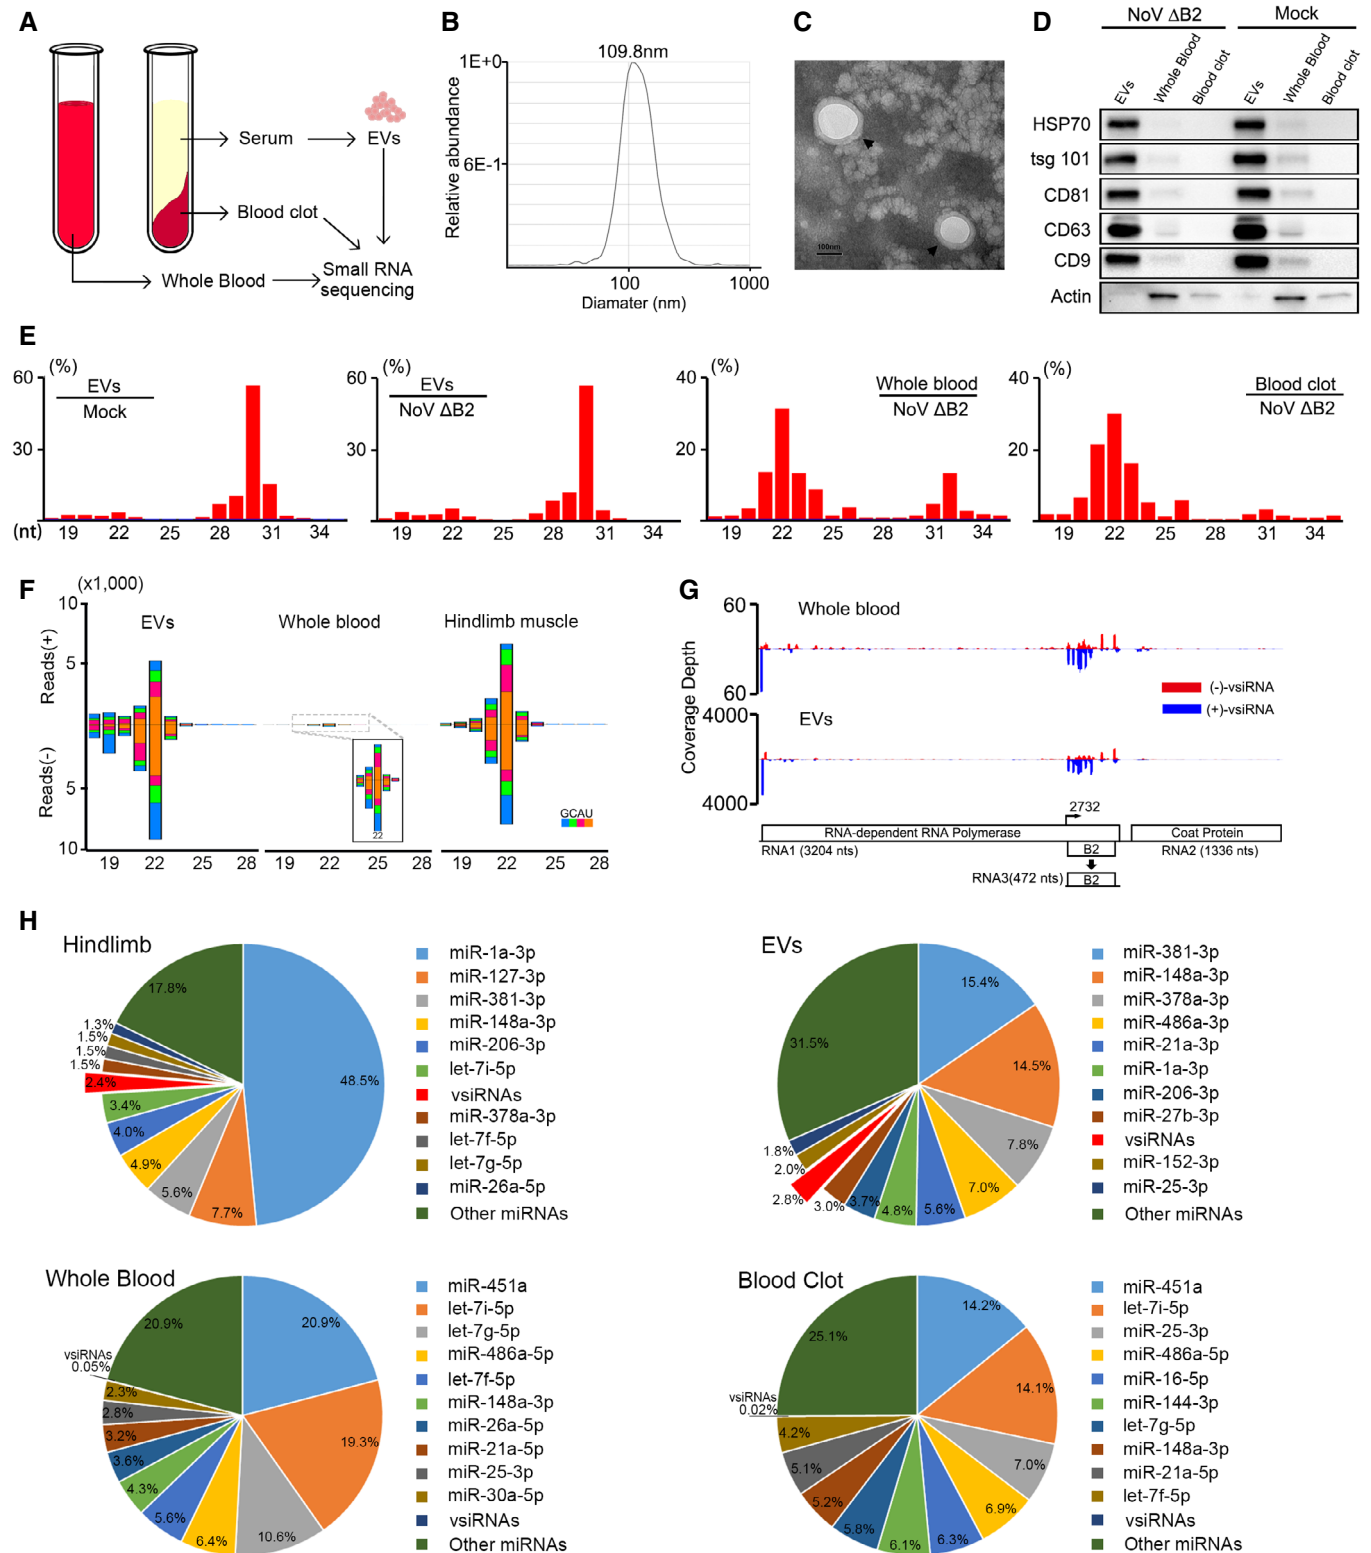 A
Serum
EVs
Blood clot
Whole Blood
Small RNA
sequencing
B
109.8nm
1E+0
6E-1
Relative abundance
100
1000
Diamater (nm)
C
100nm
D
NoV ΔB2
Mock
EVs
Whole Blood
Blood clot
EVs
Whole Blood
Blood clot
HSP70
tsg 101
CD81
CD63
CD9
Actin
E
(%)
60
30
EVs
Mock
(nt)
19
22
25
28
31
34
(%)
60
30
EVs
NoV ΔB2
19
22
25
28
31
34
(%)
40
20
Whole blood
NoV ΔB2
19
22
25
28
31
34
(%)
40
20
Blood clot
NoV ΔB2
19
22
25
28
31
34
F
(x1,000)
10
5
5
10
Reads(+)
Reads(-)
EVs
Whole blood
Hindlimb muscle
22
GCAU
19
22
25
28
19
22
25
28
19
22
25
28
G
Coverage Depth
60
Whole blood
60
(-)-vsiRNA
(+)-vsiRNA
4000
EVs
4000
2732
RNA-dependent RNA Polymerase
Coat Protein
RNA1 (3204 nts)
B2
RNA2 (1336 nts)
RNA3(472 nts)
B2
H
Hindlimb
17.8%
1.3%
1.5%
1.5%
1.5%
2.4%
3.4%
4.0%
4.9%
5.6%
7.7%
48.5%
miR-1a-3p
miR-127-3p
miR-381-3p
miR-148a-3p
miR-206-3p
let-7i-5p
vsiRNAs
miR-378a-3p
let-7f-5p
let-7g-5p
miR-26a-5p
Other miRNAs
EVs
31.5%
1.8%
2.0%
2.8%
3.0%
3.7%
4.8%
5.6%
7.0%
7.8%
14.5%
15.4%
miR-381-3p
miR-148a-3p
miR-378a-3p
miR-486a-3p
miR-21a-3p
miR-1a-3p
miR-206-3p
miR-27b-3p
vsiRNAs
miR-152-3p
miR-25-3p
Other miRNAs
Whole Blood
20.9%
vsiRNAs
0.05%
2.3%
2.8%
3.2%
3.6%
4.3%
5.6%
6.4%
10.6%
19.3%
20.9%
miR-451a
let-7i-5p
let-7g-5p
miR-486a-5p
let-7f-5p
miR-148a-3p
miR-26a-5p
miR-21a-5p
miR-25-3p
miR-30a-5p
vsiRNAs
Other miRNAs
Blood Clot
25.1%
vsiRNAs
0.02%
4.2%
5.1%
5.2%
5.8%
6.1%
6.3%
6.9%
7.0%
14.1%
14.2%
miR-451a
let-7i-5p
miR-25-3p
miR-486a-5p
miR-16-5p
miR-144-3p
let-7g-5p
miR-148a-3p
miR-21a-5p
let-7f-5p
vsiRNAs
Other miRNAs